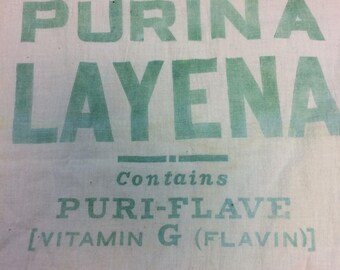 PURINA
LAYENA
Contains
PURI-FLAVE
[VITAMIN G (FLAVIN)]